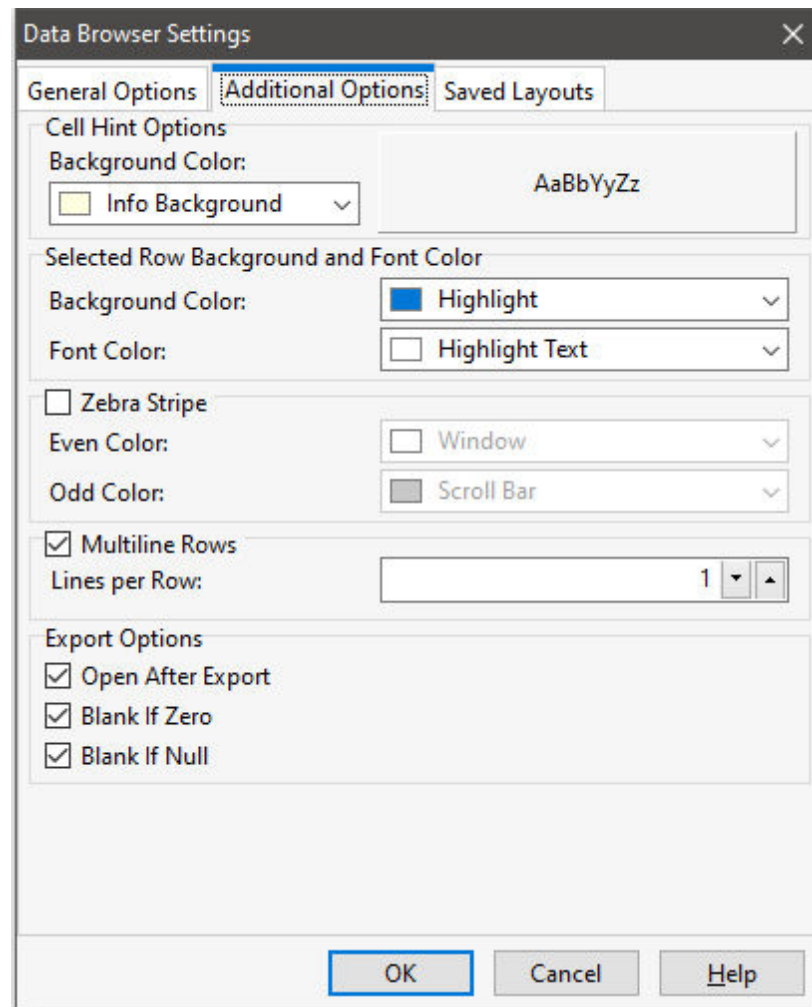 Data Browser Settings
General Options Additional Options Saved Layouts
Cell Hint Options
Background Color:
Info Background
AaBbYyZz
Selected Row Background and Font Color
Background Color: Highlight
Font Color: Highlight Text
Zebra Stripe
Even Color: Window
Odd Color: Scroll Bar
Multiline Rows
Lines per Row: 1
Export Options
Open After Export
Blank If Zero
Blank If Null
OK Cancel Help